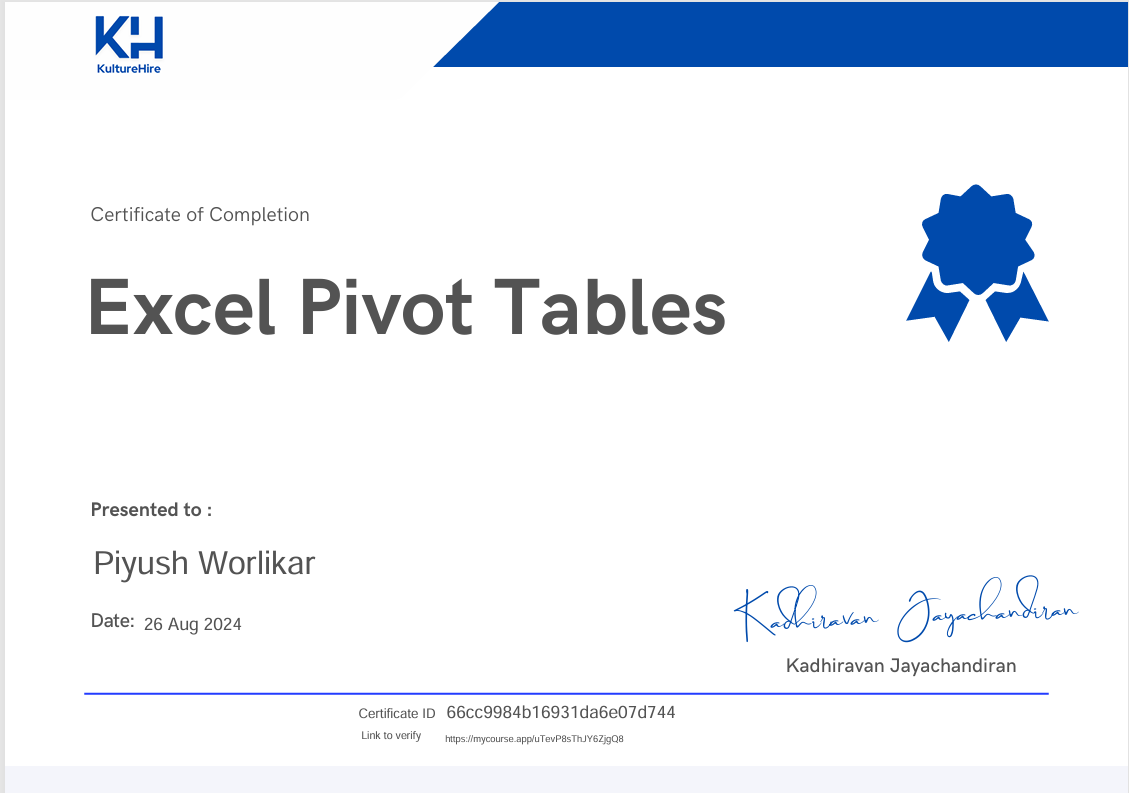 KH
KultureHire
Certificate of Completion
Excel Pivot Tables
Presented to :
Piyush Worlikar
Date: 26 Aug 2024
Kadhiravan Jayachandiran
Kadhiravan Jayachandiran
Certificate ID 66cc9984b16931da6e07d744
Link to verify https://mycourse.app/uTevP8sThJY6ZjgQ8